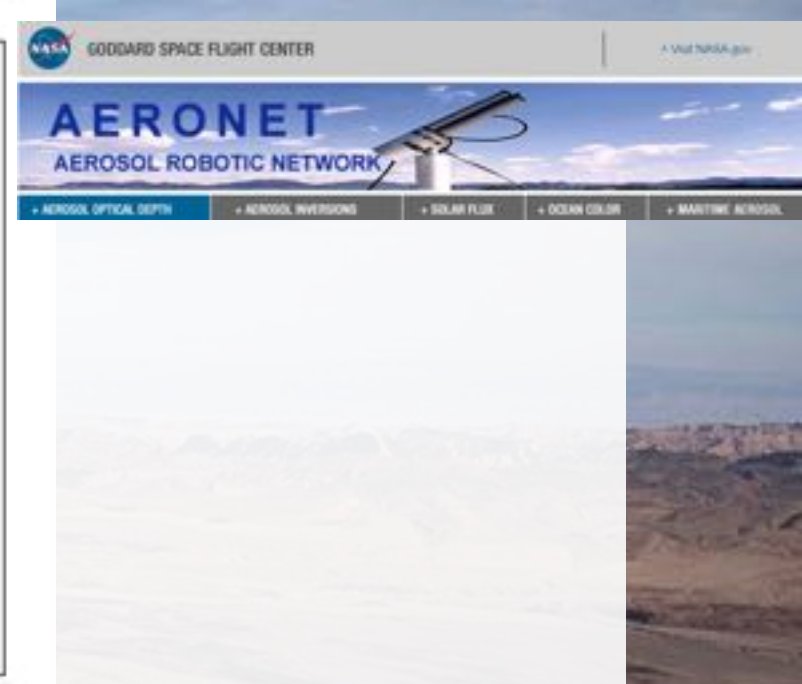 NASA GODDARD SPACE FLIGHT CENTER
+ Visit NASA.gov
AERONET
AEROSOL ROBOTIC NETWORK
+ AEROSOL OPTICAL DEPTH + AEROSOL INVERSIONS + SOLAR FLUX + OCEAN COLOR + MARITIME AEROSOL